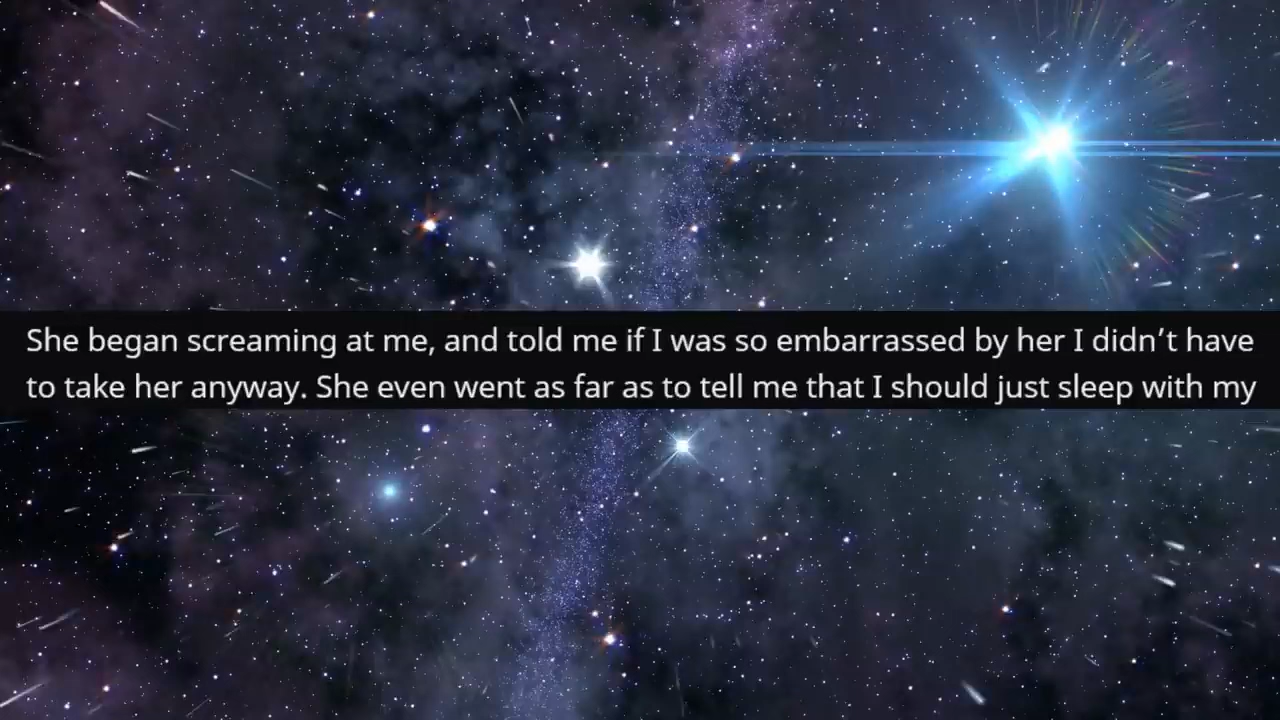 She began screaming at me, and told me if I was so embarrassed by her I didn’t have
to take her anyway. She even went as far as to tell me that I should just sleep with my